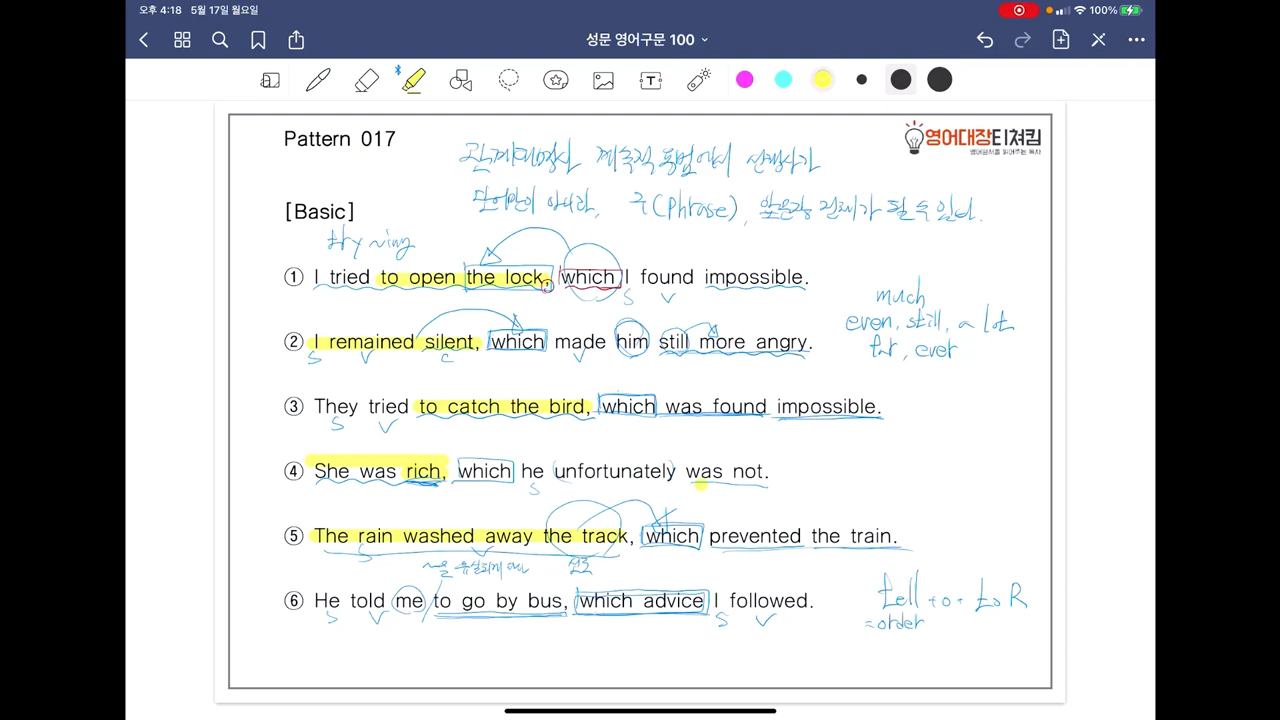 오후 4:18 5월 17일 월요일
100%
성문 영어구문 100
Pattern 017
영어대장티쳐킴
관계대명사 계속적 용법에서 선행사가
단어만이 아니라, 구(Phrase), 앞문장 전체가 될 수 있다.
[Basic]
try ~ing
① I tried to open the lock, which I found impossible.
S V
much
even, still, a lot
far, ever
② I remained silent, which made him still more angry.
S V C V
③ They tried to catch the bird, which was found impossible.
S V
④ She was rich, which he unfortunately was not.
S
⑤ The rain washed away the track, which prevented the train.
S V
선로
⑥ He told me / to go by bus, which advice I followed.
S V S V
tell + o + to R
= order